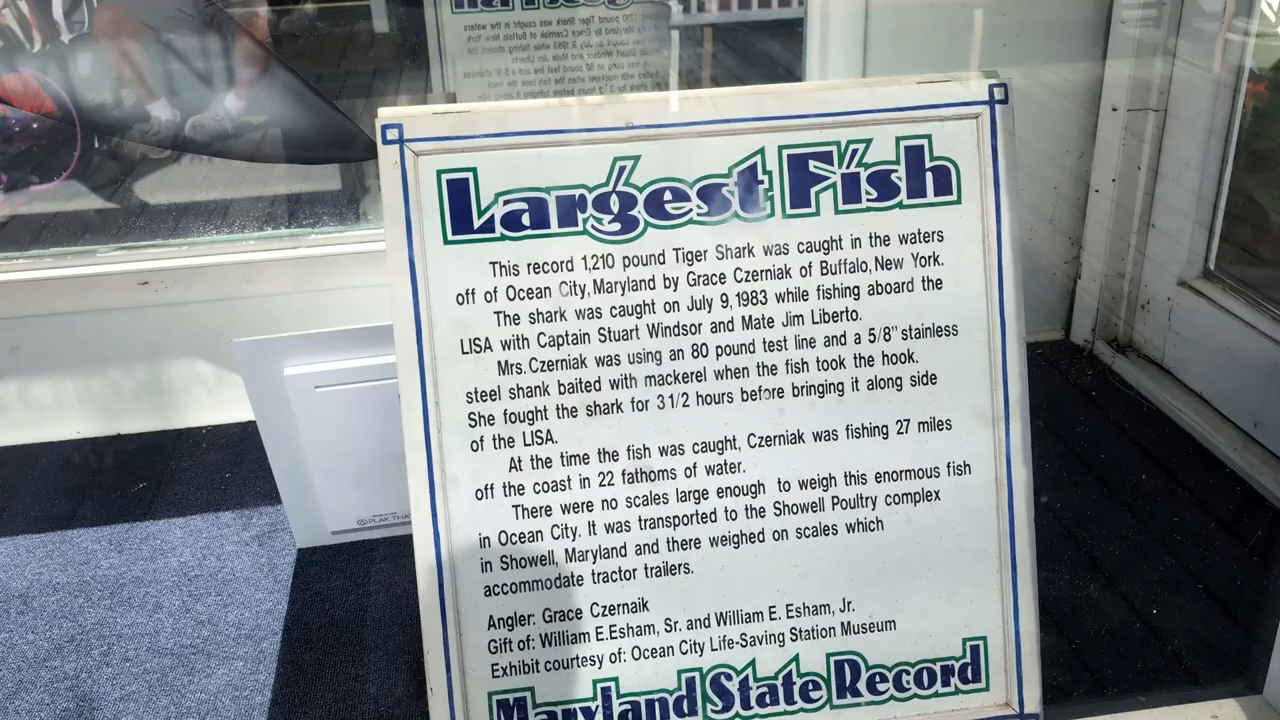 Largest Fish
This record 1,210 pound Tiger Shark was caught in the waters
off of Ocean City, Maryland by Grace Czerniak of Buffalo, New York.
The shark was caught on July 9, 1983 while fishing aboard the
LISA with Captain Stuart Windsor and Mate Jim Liberto.
Mrs. Czerniak was using an 80 pound test line and a 5/8" stainless
steel shank baited with mackerel when the fish took the hook.
She fought the shark for 3 1/2 hours before bringing it along side
of the LISA.
At the time the fish was caught, Czerniak was fishing 27 miles
off the coast in 22 fathoms of water.
There were no scales large enough to weigh this enormous fish
in Ocean City. It was transported to the Showell Poultry complex
in Showell, Maryland and there weighed on scales which
accommodate tractor trailers.
Angler: Grace Czernaik
Gift of: William E.Esham, Sr. and William E. Esham, Jr.
Exhibit courtesy of: Ocean City Life-Saving Station Museum
Maryland State Record
PLAK THA